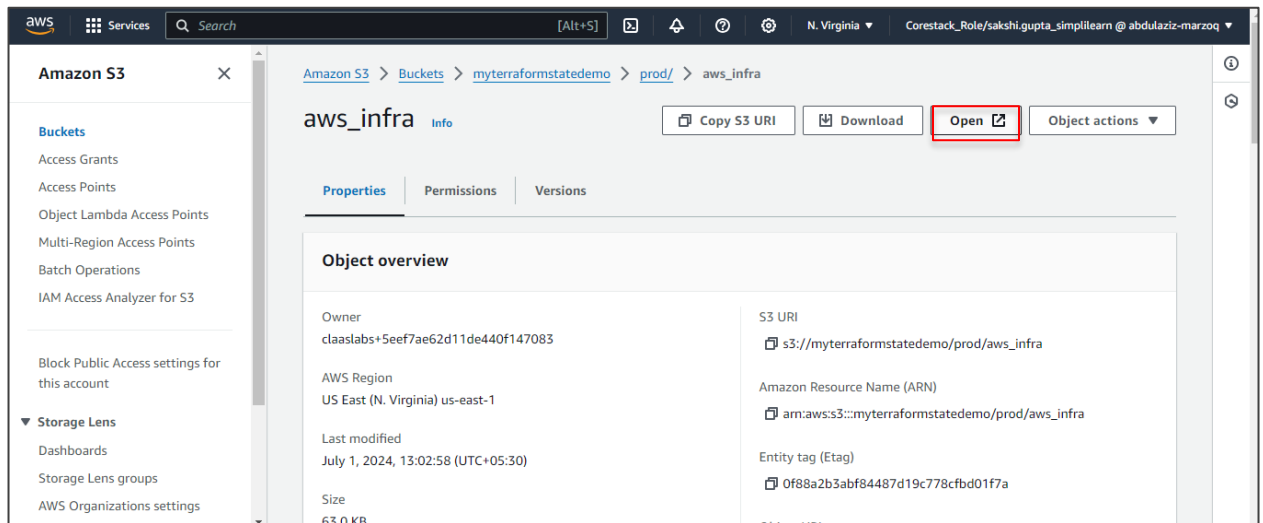 aws
Services
Search
[Alt+S]
N. Virginia
Corestack_Role/sakshi.gupta_simplilearn @ abdulaziz-marzoq
Amazon S3
Buckets
Access Grants
Access Points
Object Lambda Access Points
Multi-Region Access Points
Batch Operations
IAM Access Analyzer for S3
Block Public Access settings for
this account
Storage Lens
Dashboards
Storage Lens groups
AWS Organizations settings
Amazon S3 > Buckets > myterraformstatedemo > prod/ > aws_infra
aws_infra Info
Copy S3 URI
Download
Open
Object actions
Properties
Permissions
Versions
Object overview
Owner
claaslabs+5eef7ae62d11de440f147083
AWS Region
US East (N. Virginia) us-east-1
Last modified
July 1, 2024, 13:02:58 (UTC+05:30)
Size
63.0 KB
S3 URI
s3://myterraformstatedemo/prod/aws_infra
Amazon Resource Name (ARN)
arn:aws:s3:::myterraformstatedemo/prod/aws_infra
Entity tag (Etag)
0f88a2b3abf84487d19c778cfbd01f7a